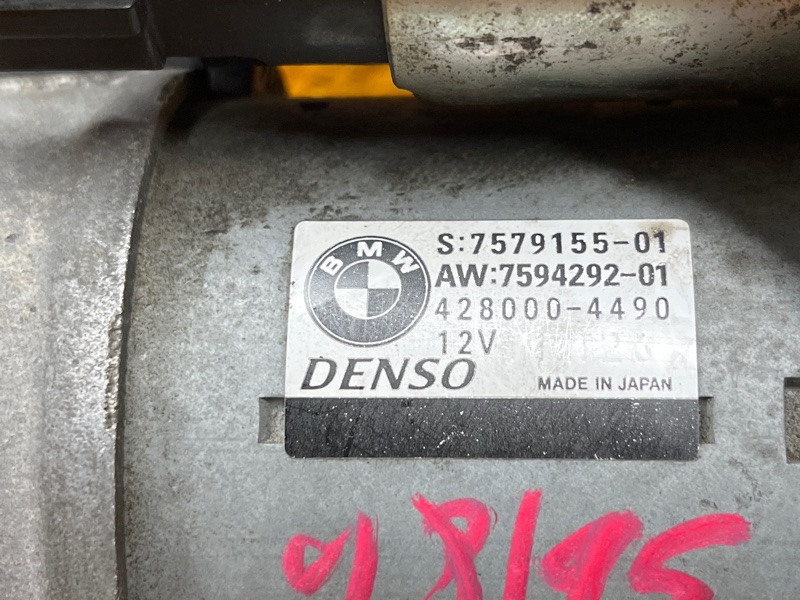 BMW
S:7579155-01
AW:7594292-01
428000-4490
12V
DENSO
MADE IN JAPAN